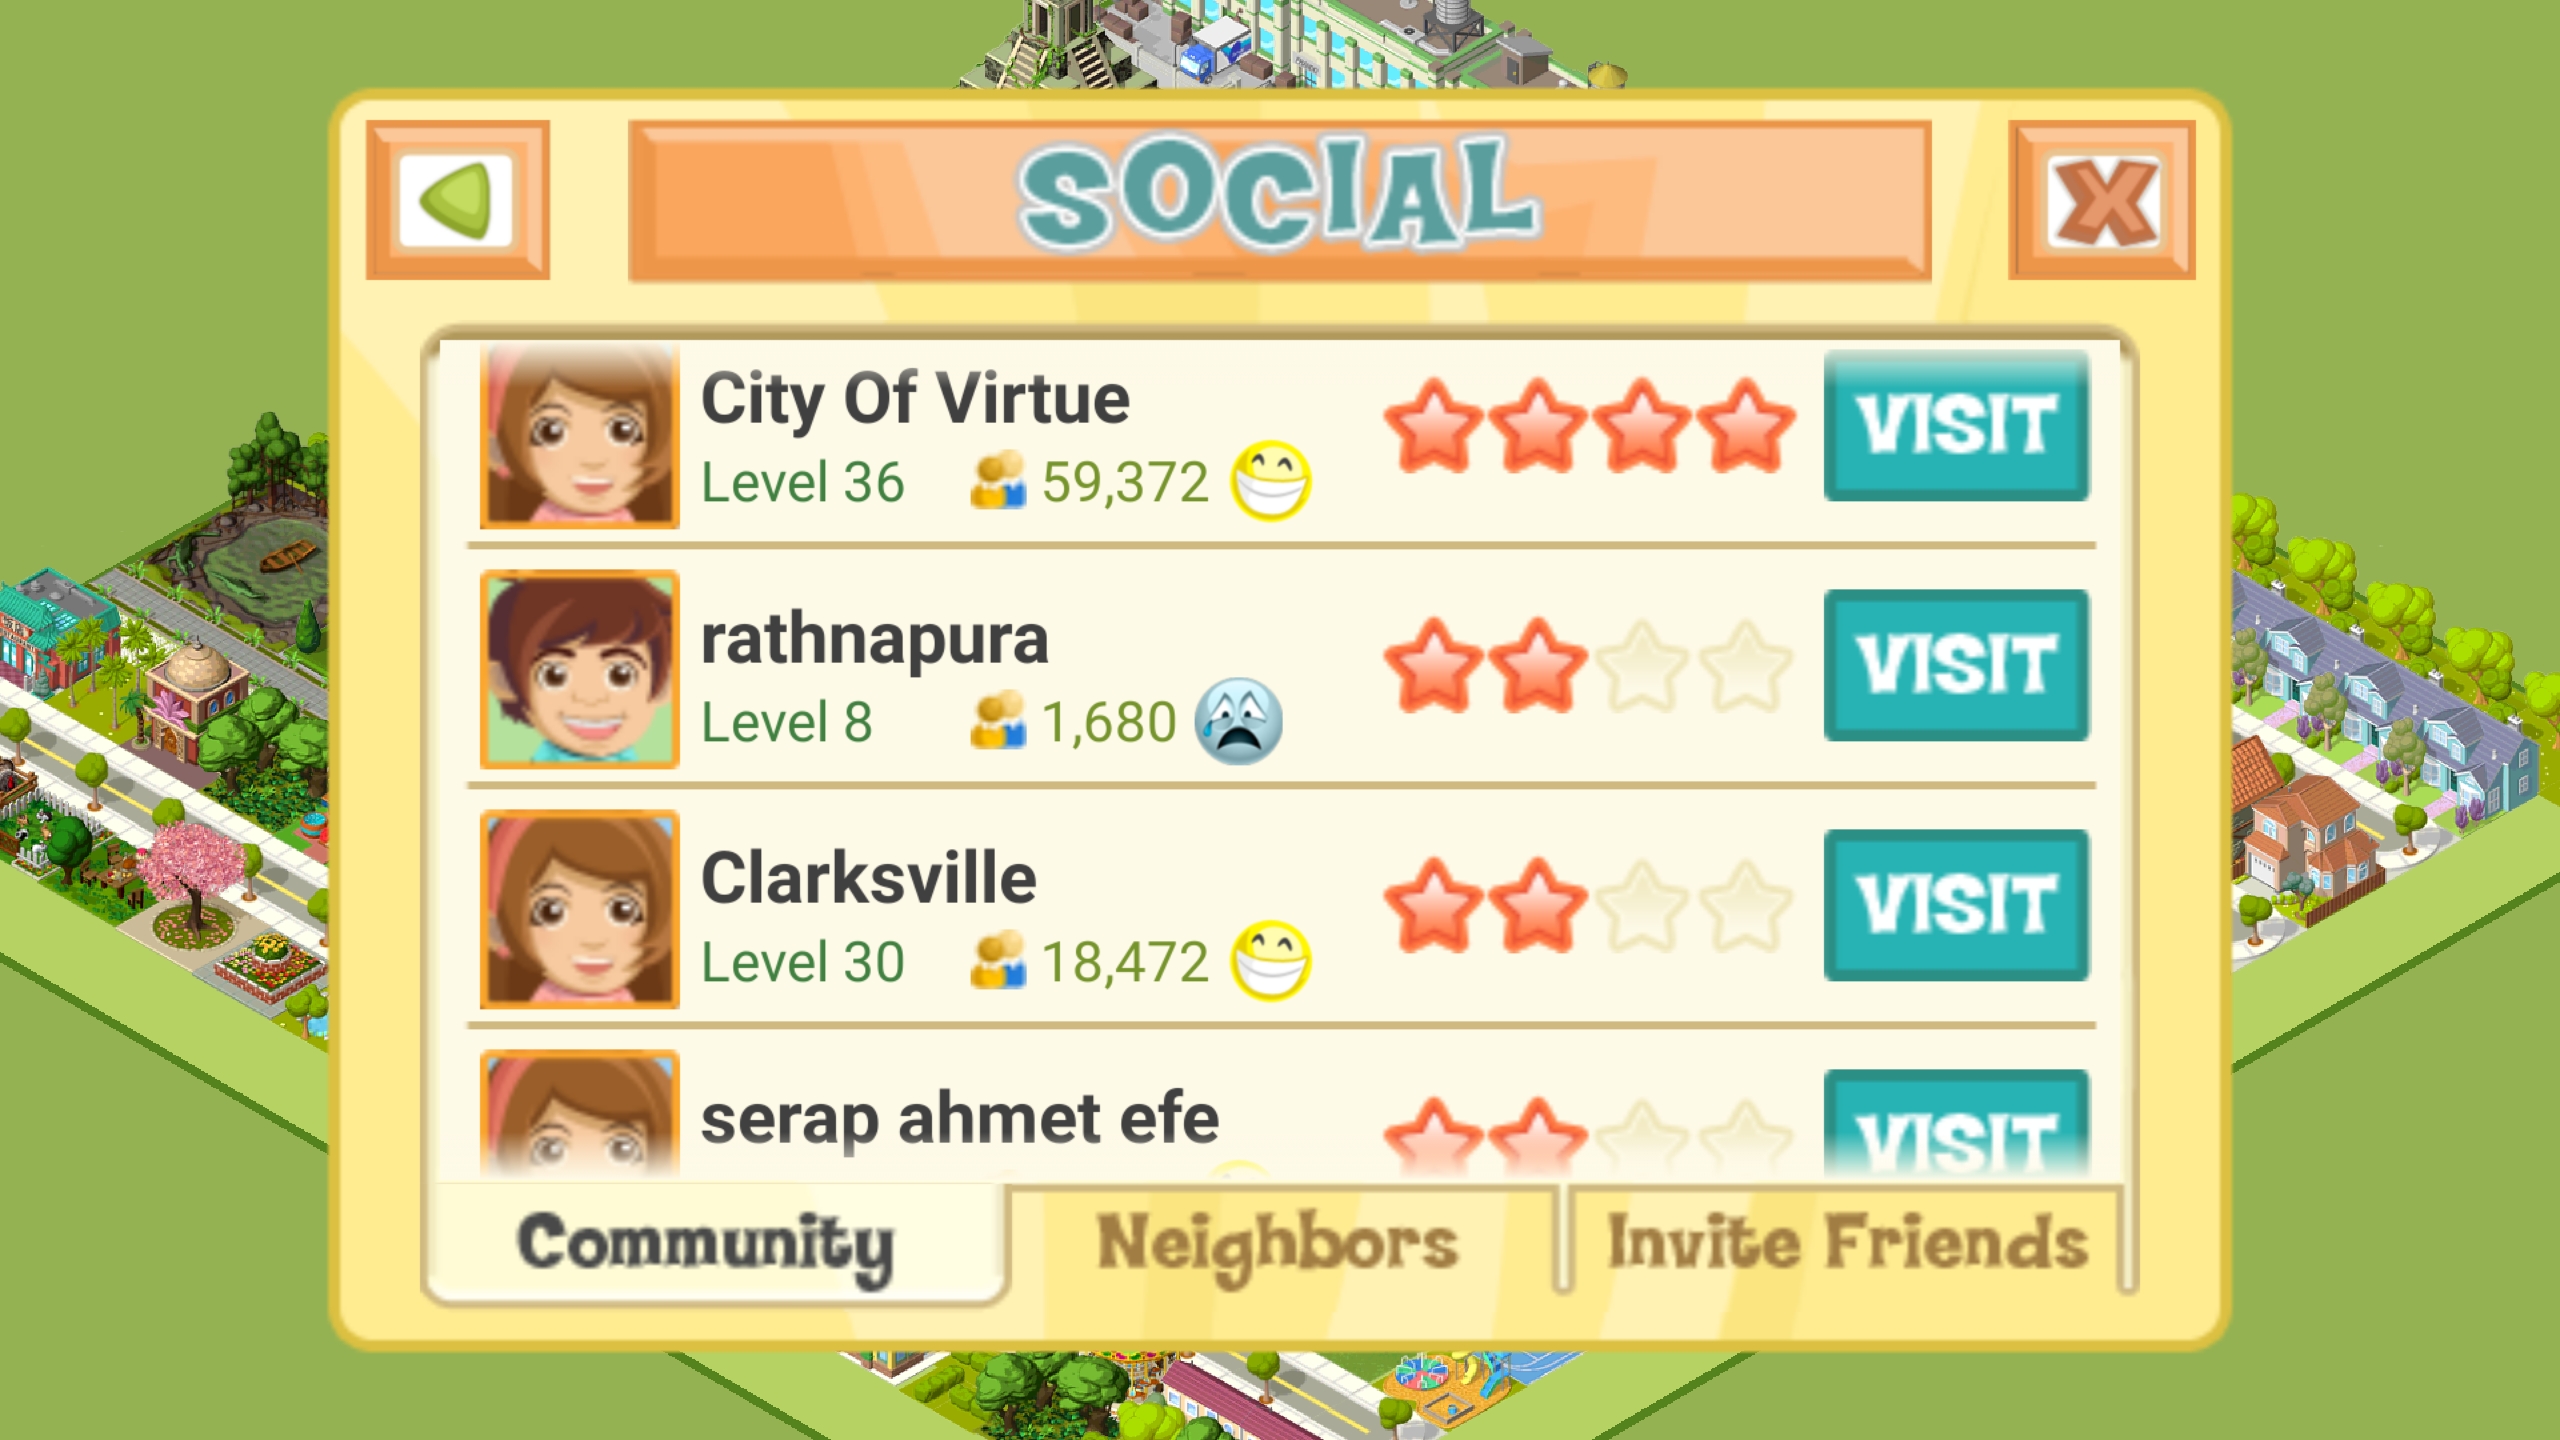 SOCIAL
City Of Virtue
Level 36 59,372
VISIT
rathnapura
Level 8 1,680
VISIT
Clarksville
Level 30 18,472
VISIT
serap ahmet efe
VISIT
Community Neighbors Invite Friends